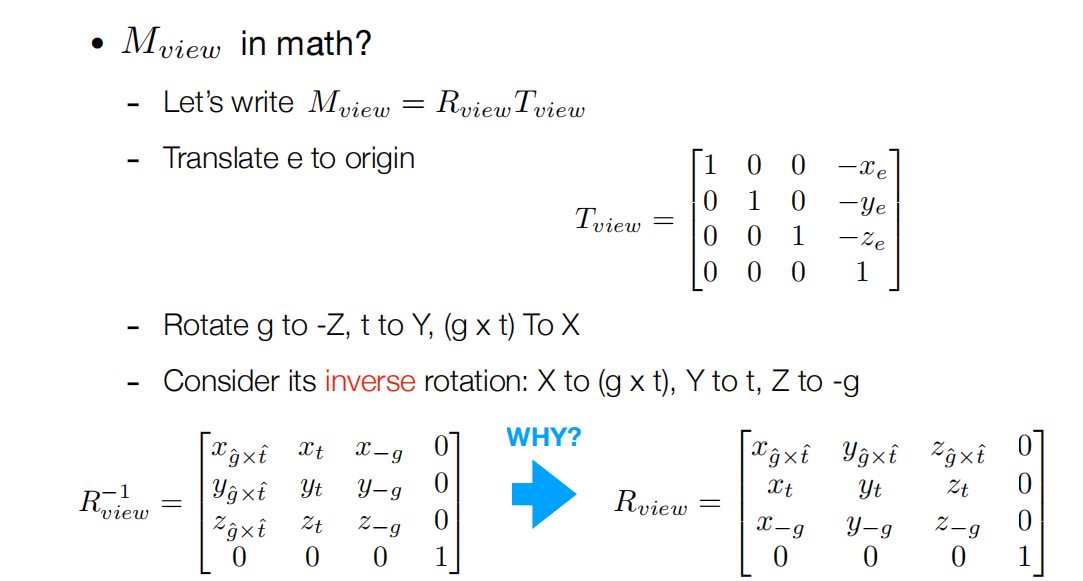 • M_{view} in math?
- Let's write M_{view} = R_{view}T_{view}
- Translate e to origin
T_{view} = \begin{bmatrix} 1 & 0 & 0 & -x_e \\ 0 & 1 & 0 & -y_e \\ 0 & 0 & 1 & -z_e \\ 0 & 0 & 0 & 1 \end{bmatrix}
- Rotate g to -Z, t to Y, (g x t) To X
- Consider its inverse rotation: X to (g x t), Y to t, Z to -g
R_{view}^{-1} = \begin{bmatrix} x_{\hat{g}\times\hat{t}} & x_t & x_{-g} & 0 \\ y_{\hat{g}\times\hat{t}} & y_t & y_{-g} & 0 \\ z_{\hat{g}\times\hat{t}} & z_t & z_{-g} & 0 \\ 0 & 0 & 0 & 1 \end{bmatrix}
WHY?
R_{view} = \begin{bmatrix} x_{\hat{g}\times\hat{t}} & y_{\hat{g}\times\hat{t}} & z_{\hat{g}\times\hat{t}} & 0 \\ x_t & y_t & z_t & 0 \\ x_{-g} & y_{-g} & z_{-g} & 0 \\ 0 & 0 & 0 & 1 \end{bmatrix}